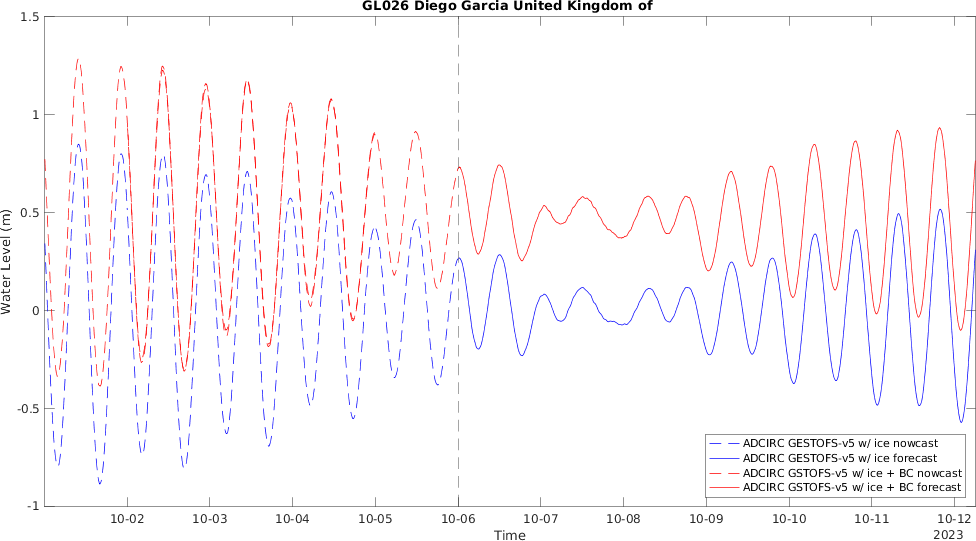 GL026 Diego Garcia United Kingdom of
1.5
1
0.5
0
-0.5
-1
Water Level (m)
10-02 10-03 10-04 10-05 10-06 10-07 10-08 10-09 10-10 10-11 10-12
2023
Time
ADCIRC GESTOFS-v5 w/ ice nowcast
ADCIRC GESTOFS-v5 w/ ice forecast
ADCIRC GSTOFS-v5 w/ ice + BC nowcast
ADCIRC GSTOFS-v5 w/ ice + BC forecast